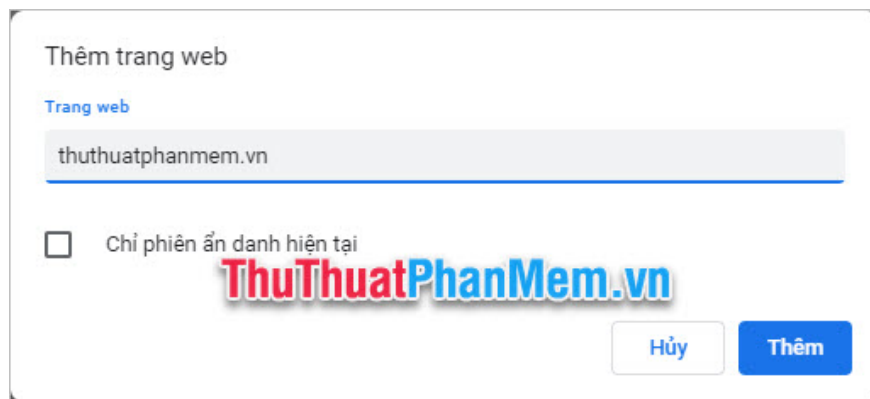 Thêm trang web
Trang web
thuthuatphanmem.vn
Chỉ phiên ẩn danh hiện tại
ThuThuatPhanMem.vn
Hủy
Thêm